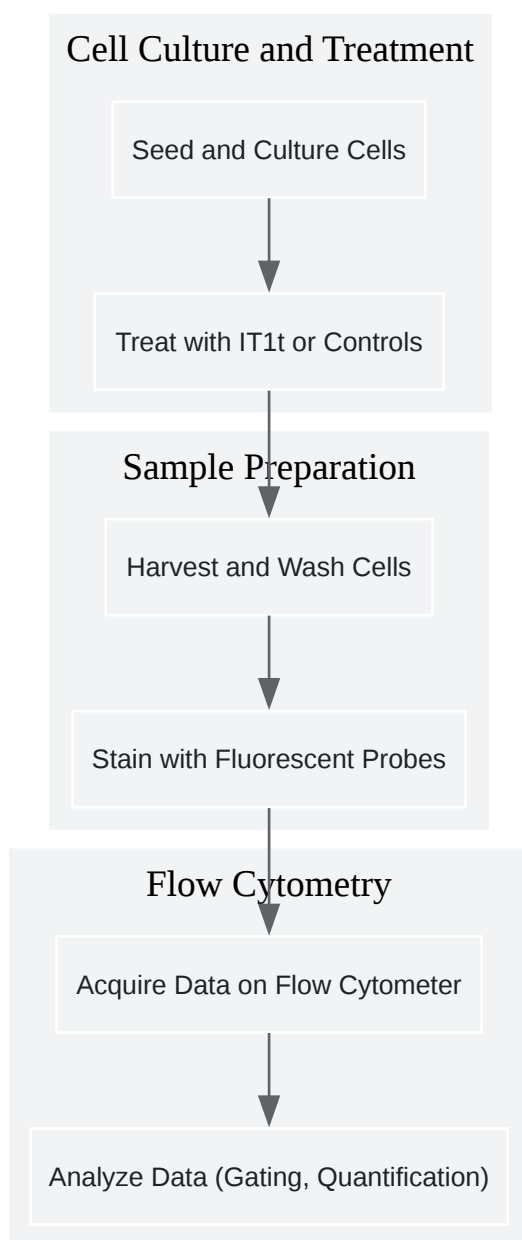 Cell Culture and Treatment
Seed and Culture Cells
Treat with IT1t or Controls
Sample Preparation
Harvest and Wash Cells
Stain with Fluorescent Probes
Flow Cytometry
Acquire Data on Flow Cytometer
Analyze Data (Gating, Quantification)